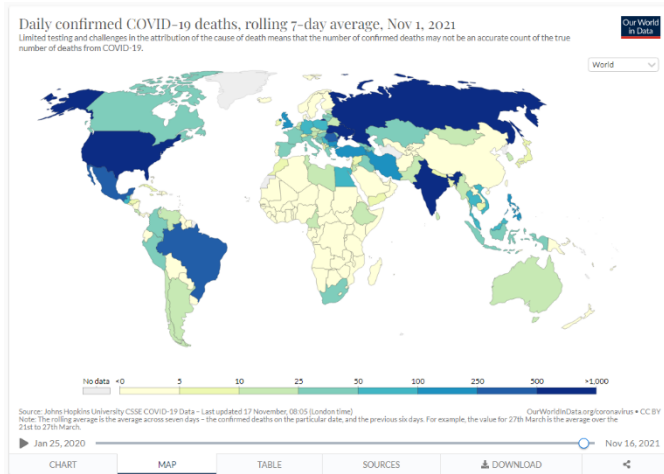 Daily confirmed COVID-19 deaths, rolling 7-day average, Nov 1, 2021
Limited testing and challenges in the attribution of the cause of death means that the number of confirmed deaths may not be an accurate count of the true
number of deaths from COVID-19.
Our World
in Data
World
No data <0 5 10 25 50 100 250 500 >1,000
Source: Johns Hopkins University CSSE COVID-19 Data – Last updated 17 November, 08:05 (London time) OurWorldInData.org/coronavirus • CC BY
Note: The rolling average is the average across seven days – the confirmed deaths on the particular date, and the previous six days. For example, the value for 27th March is the average over the
21st to 27th March.
Jan 25, 2020 Nov 16, 2021
CHART MAP TABLE SOURCES DOWNLOAD